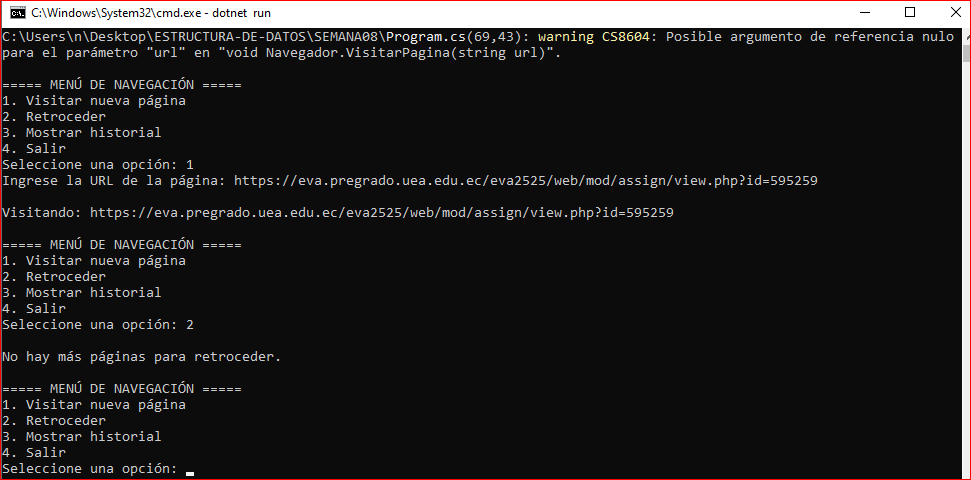 C:\Windows\System32\cmd.exe - dotnet  run
C:\Users\n\Desktop\ESTRUCTURA-DE-DATOS\SEMANA08\Program.cs(69,43): warning CS8604: Posible argumento de referencia nulo
para el parámetro "url" en "void Navegador.VisitarPagina(string url)".
===== MENÚ DE NAVEGACIÓN =====
1. Visitar nueva página
2. Retroceder
3. Mostrar historial
4. Salir
Seleccione una opción: 1
Ingrese la URL de la página: https://eva.pregrado.uea.edu.ec/eva2525/web/mod/assign/view.php?id=595259
Visitando: https://eva.pregrado.uea.edu.ec/eva2525/web/mod/assign/view.php?id=595259
===== MENÚ DE NAVEGACIÓN =====
1. Visitar nueva página
2. Retroceder
3. Mostrar historial
4. Salir
Seleccione una opción: 2
No hay más páginas para retroceder.
===== MENÚ DE NAVEGACIÓN =====
1. Visitar nueva página
2. Retroceder
3. Mostrar historial
4. Salir
Seleccione una opción: